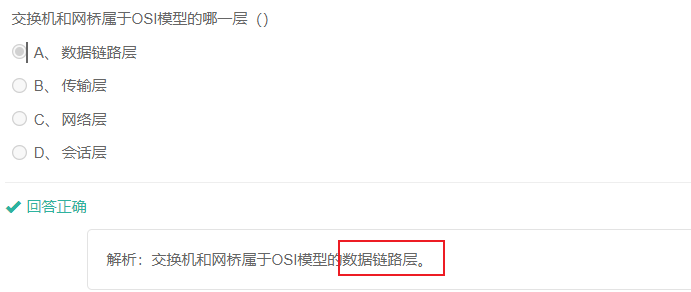 交换机和网桥属于OSI模型的哪一层（）
A、 数据链路层
B、 传输层
C、 网络层
D、 会话层
回答正确
解析：交换机和网桥属于OSI模型的数据链路层。